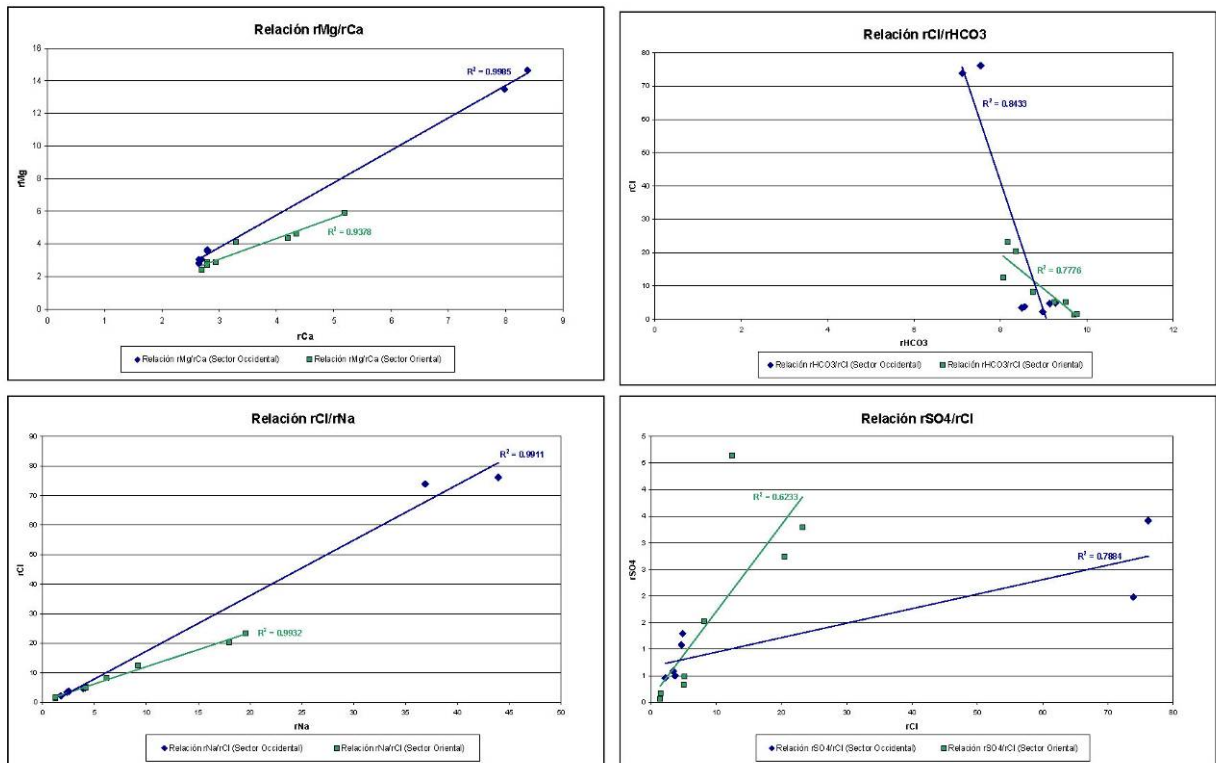 Relación rMg/rCa
16
14
12
10
8
6
4
2
0
rMg
R² = 0.9985
R² = 0.9378
0 1 2 3 4 5 6 7 8 9
rCa
Relación rMg/rCa (Sector Occidental) Relación rMg/rCa (Sector Oriental)
Relación rCl/rHCO3
80
70
60
50
40
30
20
10
0
rCl
R² = 0.8433
R² = 0.7776
0 2 4 6 8 10 12
rHCO3
Relación rHCO3/rCl (Sector Occidental) Relación rHCO3/rCl (Sector Oriental)
Relación rCl/rNa
90
80
70
60
50
40
30
20
10
0
rCl
R² = 0.9911
R² = 0.9932
0 5 10 15 20 25 30 35 40 45 50
rNa
Relación rNa/rCl (Sector Occidental) Relación rNa/rCl (Sector Oriental)
Relación rSO4/rCl
5
5
4
4
3
3
2
2
1
1
0
rSO4
R² = 0.6233
R² = 0.7884
0 10 20 30 40 50 60 70 80
rCl
Relación rSO4/rCl (Sector Occidental) Relación rSO4/rCl (Sector Oriental)